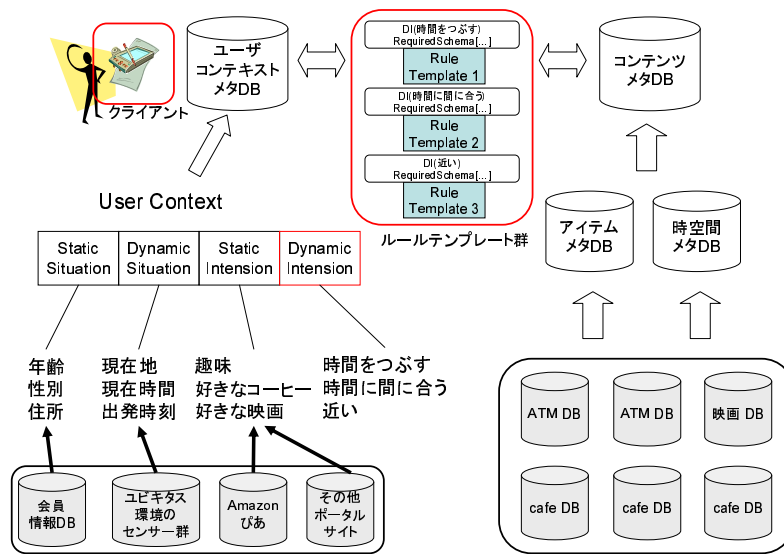 ユーザ
コンテキスト
メタDB
クライアント
DI(時間をつぶす)
RequiredSchema[...]
Rule
Template 1
DI(時間に間に合う)
RequiredSchema[...]
Rule
Template 2
DI(近い)
RequiredSchema[...]
Rule
Template 3
ルールテンプレート群
コンテンツ
メタDB
アイテム
メタDB
時空間
メタDB
User Context
Static
Situation
Dynamic
Situation
Static
Intension
Dynamic
Intension
年齢
性別
住所
現在地
現在時間
出発時刻
趣味
好きなコーヒー
好きな映画
時間をつぶす
時間に間に合う
近い
会員
情報DB
ユビキタス
環境の
センサー群
Amazon
ぴあ
その他
ポータル
サイト
ATM DB
ATM DB
映画 DB
cafe DB
cafe DB
cafe DB